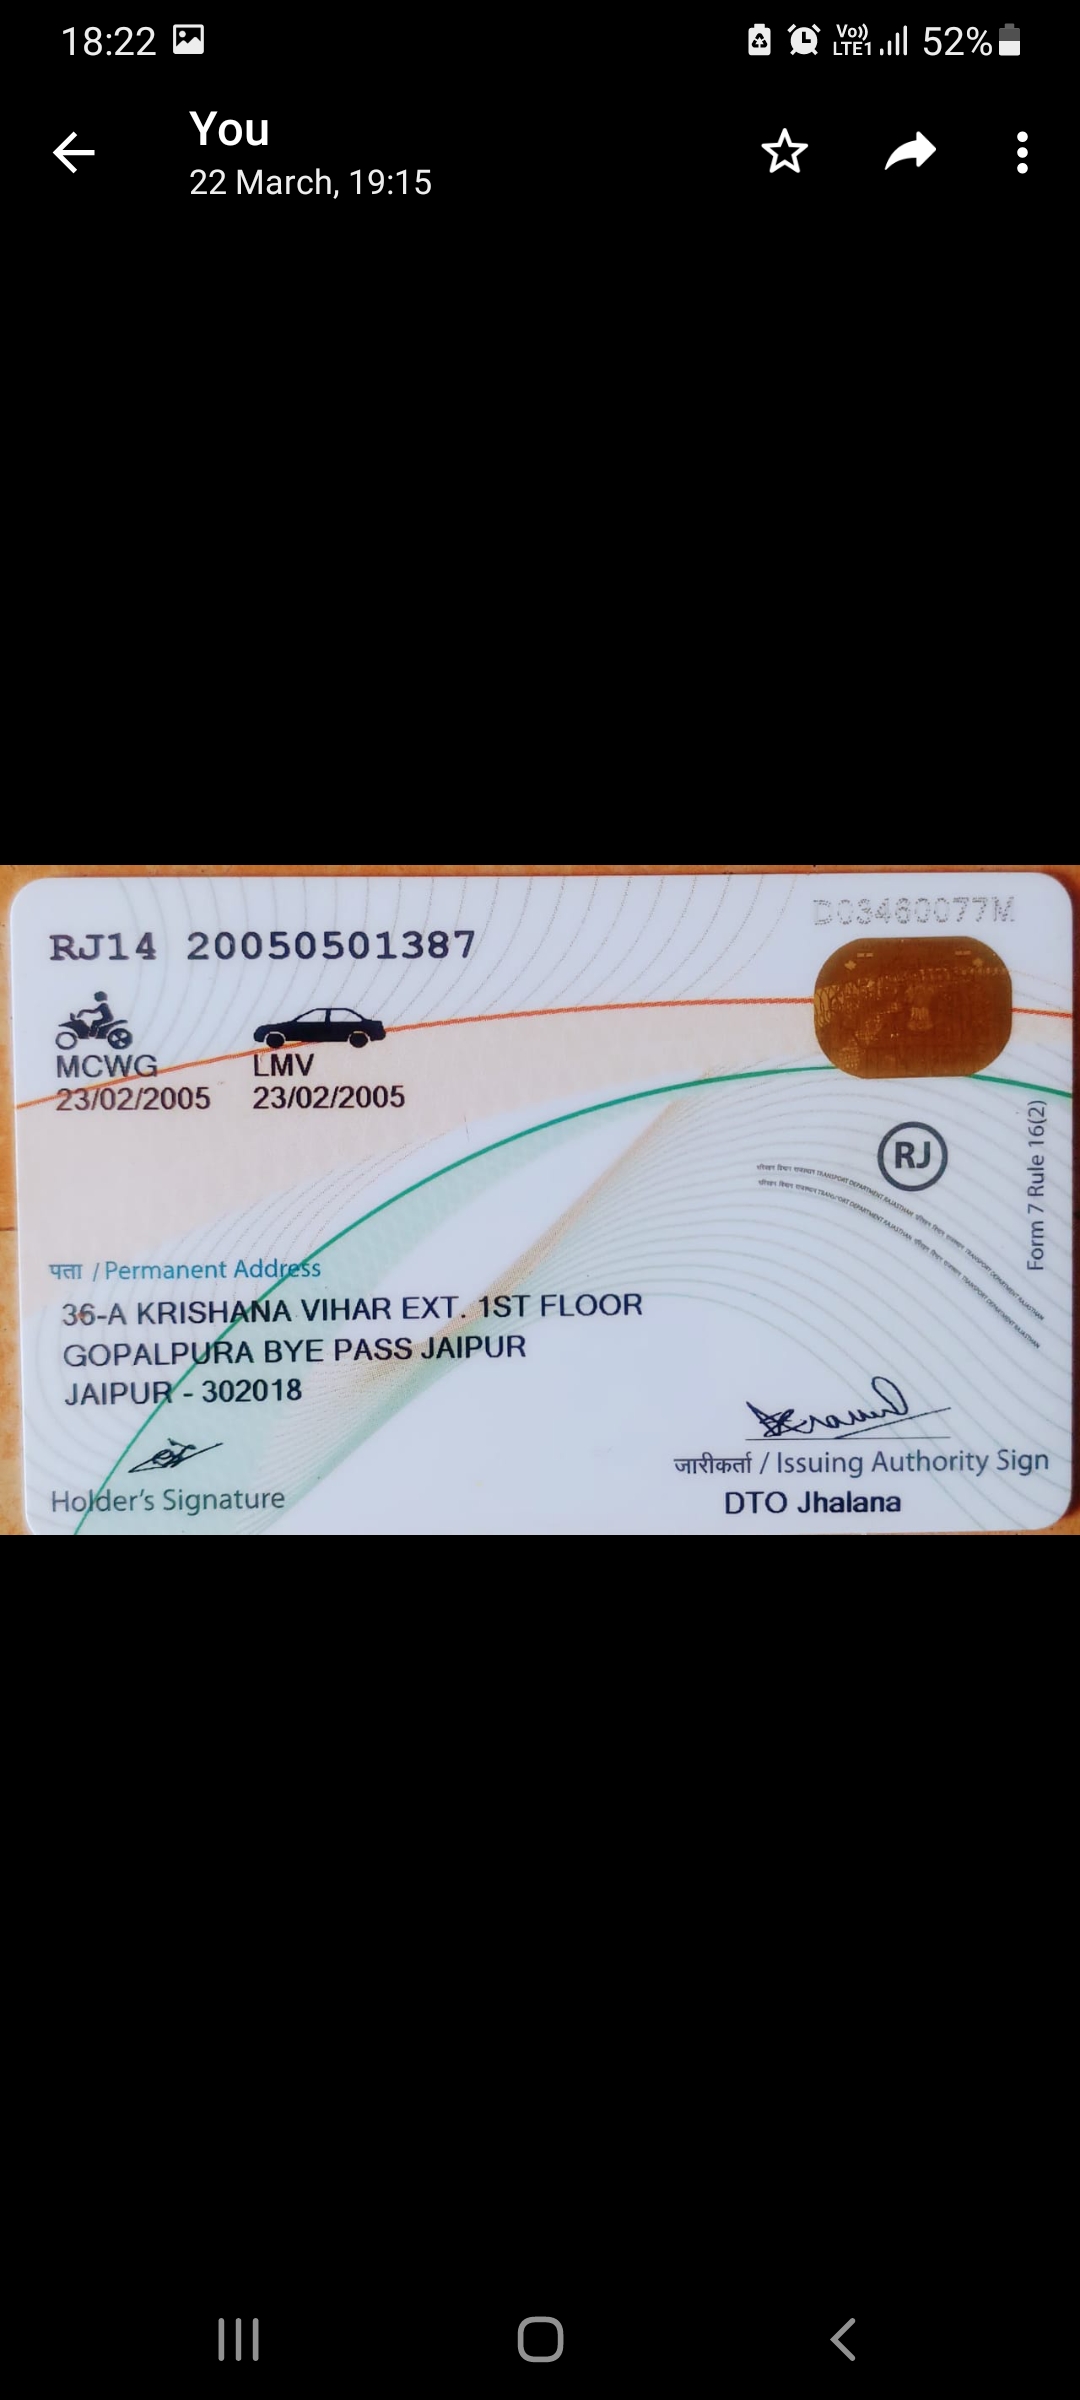 18:22
Vo)) LTE1 52%
You
22 March, 19:15
RJ14 20050501387
MCWG LMV
23/02/2005 23/02/2005
RJ
Form 7 Rule 16(2)
पता / Permanent Address
36-A KRISHANA VIHAR EXT. 1ST FLOOR
GOPALPURA BYE PASS JAIPUR
JAIPUR - 302018
Holder's Signature
जारीकर्ता / Issuing Authority Sign
DTO Jhalana